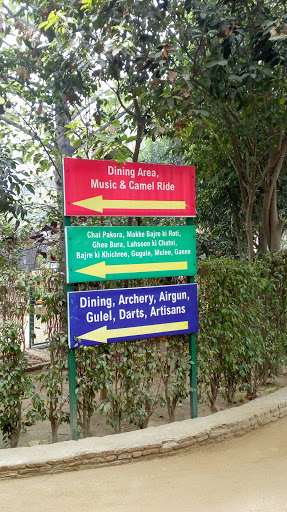 Dining Area,
Music & Camel Ride
Chai Pakora, Makke Bajre ki Roti,
Ghee Bura, Lahsoon ki Chatni,
Bajre ki Khichree, Gugule, Mulee, Ganne
Dining, Archery, Airgun,
Gulel, Darts, Artisans